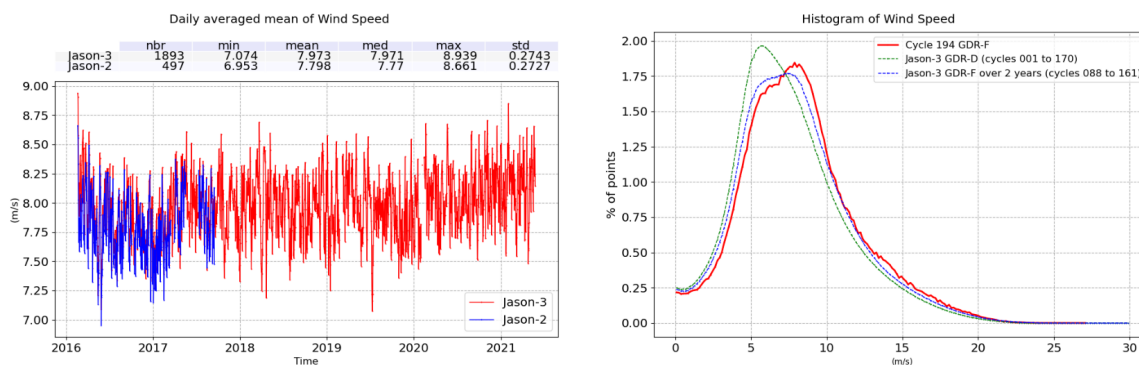 Daily averaged mean of Wind Speed
nbr min mean med max std
Jason-3 1893 7.074 7.973 7.971 8.939 0.2743
Jason-2 497 6.953 7.798 7.77 8.661 0.2727
9.00
8.75
8.50
8.25
8.00
7.75
7.50
7.25
7.00
(m/s)
Jason-3
Jason-2
2016 2017 2018 2019 2020 2021
Time
Histogram of Wind Speed
2.00
1.75
1.50
1.25
1.00
0.75
0.50
0.25
0.00
% of points
Cycle 194 GDR-F
Jason-3 GDR-D (cycles 001 to 170)
Jason-3 GDR-F over 2 years (cycles 088 to 161)
0 5 10 15 20 25 30
(m/s)